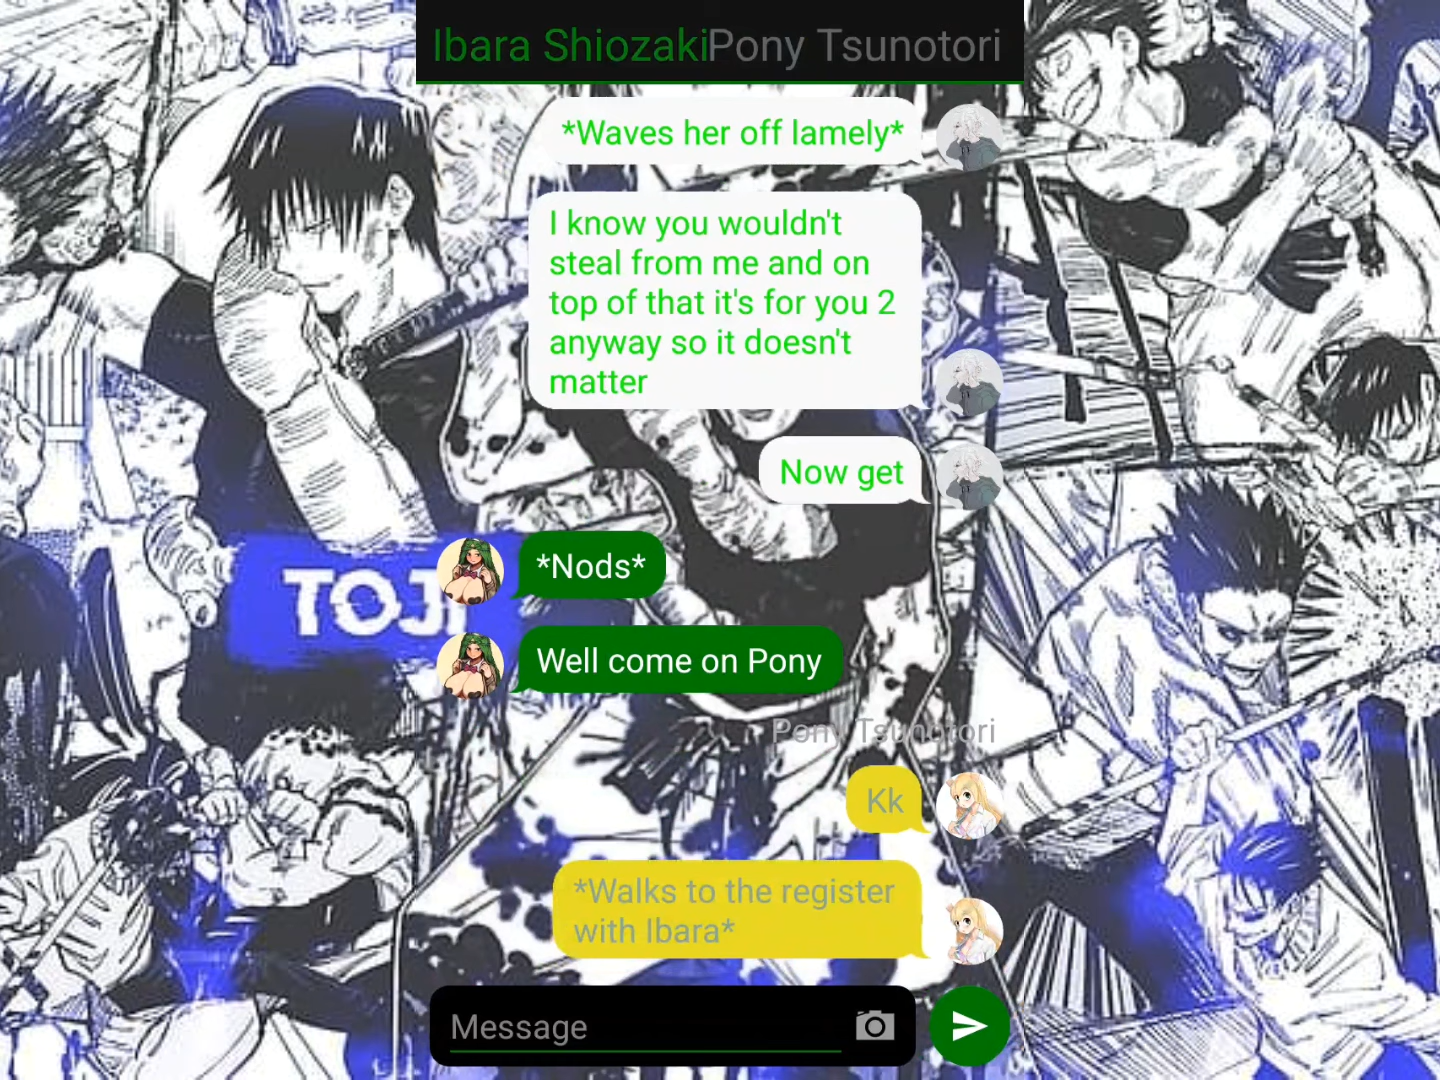 Ibara Shiozaki Pony Tsunotori
*Waves her off lamely*
I know you wouldn't
steal from me and on
top of that it's for you 2
anyway so it doesn't
matter
Now get
*Nods*
TOJI
Well come on Pony
Pony Tsunotori
Kk
*Walks to the register
with Ibara*
Message